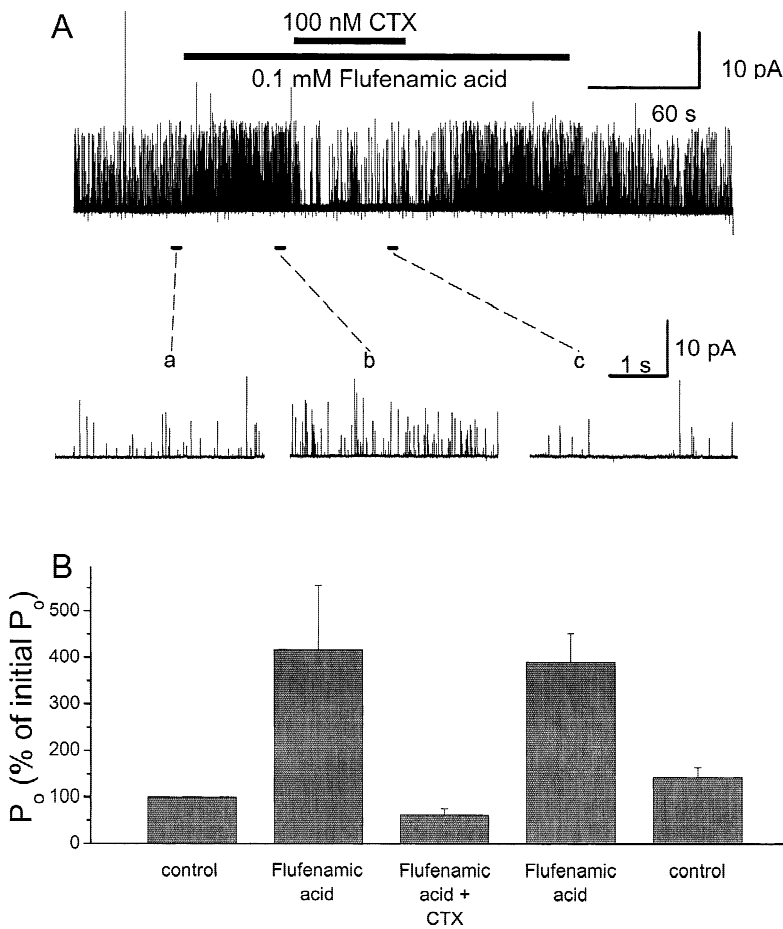 A
100 nM CTX
0.1 mM Flufenamic acid
10 pA
60 s
a
b
c
10 pA
1 s
B
Po (% of initial Po)
500
400
300
200
100
0
control
Flufenamic
acid
Flufenamic
acid +
CTX
Flufenamic
acid
control